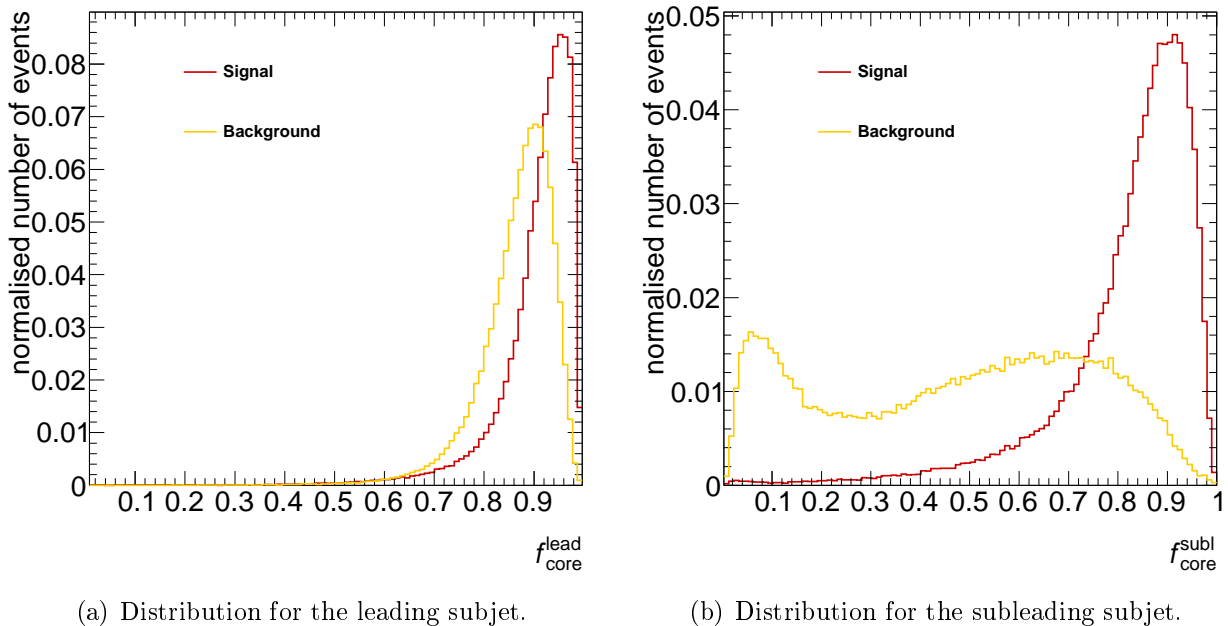 normalised number of events
0.08
0.07
0.06
0.05
0.04
0.03
0.02
0.01
0
Signal
Background
0.1 0.2 0.3 0.4 0.5 0.6 0.7 0.8 0.9
f core lead
(a) Distribution for the leading subjet.
normalised number of events
0.05
0.04
0.03
0.02
0.01
0
Signal
Background
0.1 0.2 0.3 0.4 0.5 0.6 0.7 0.8 0.9 1
f core subl
(b) Distribution for the subleading subjet.